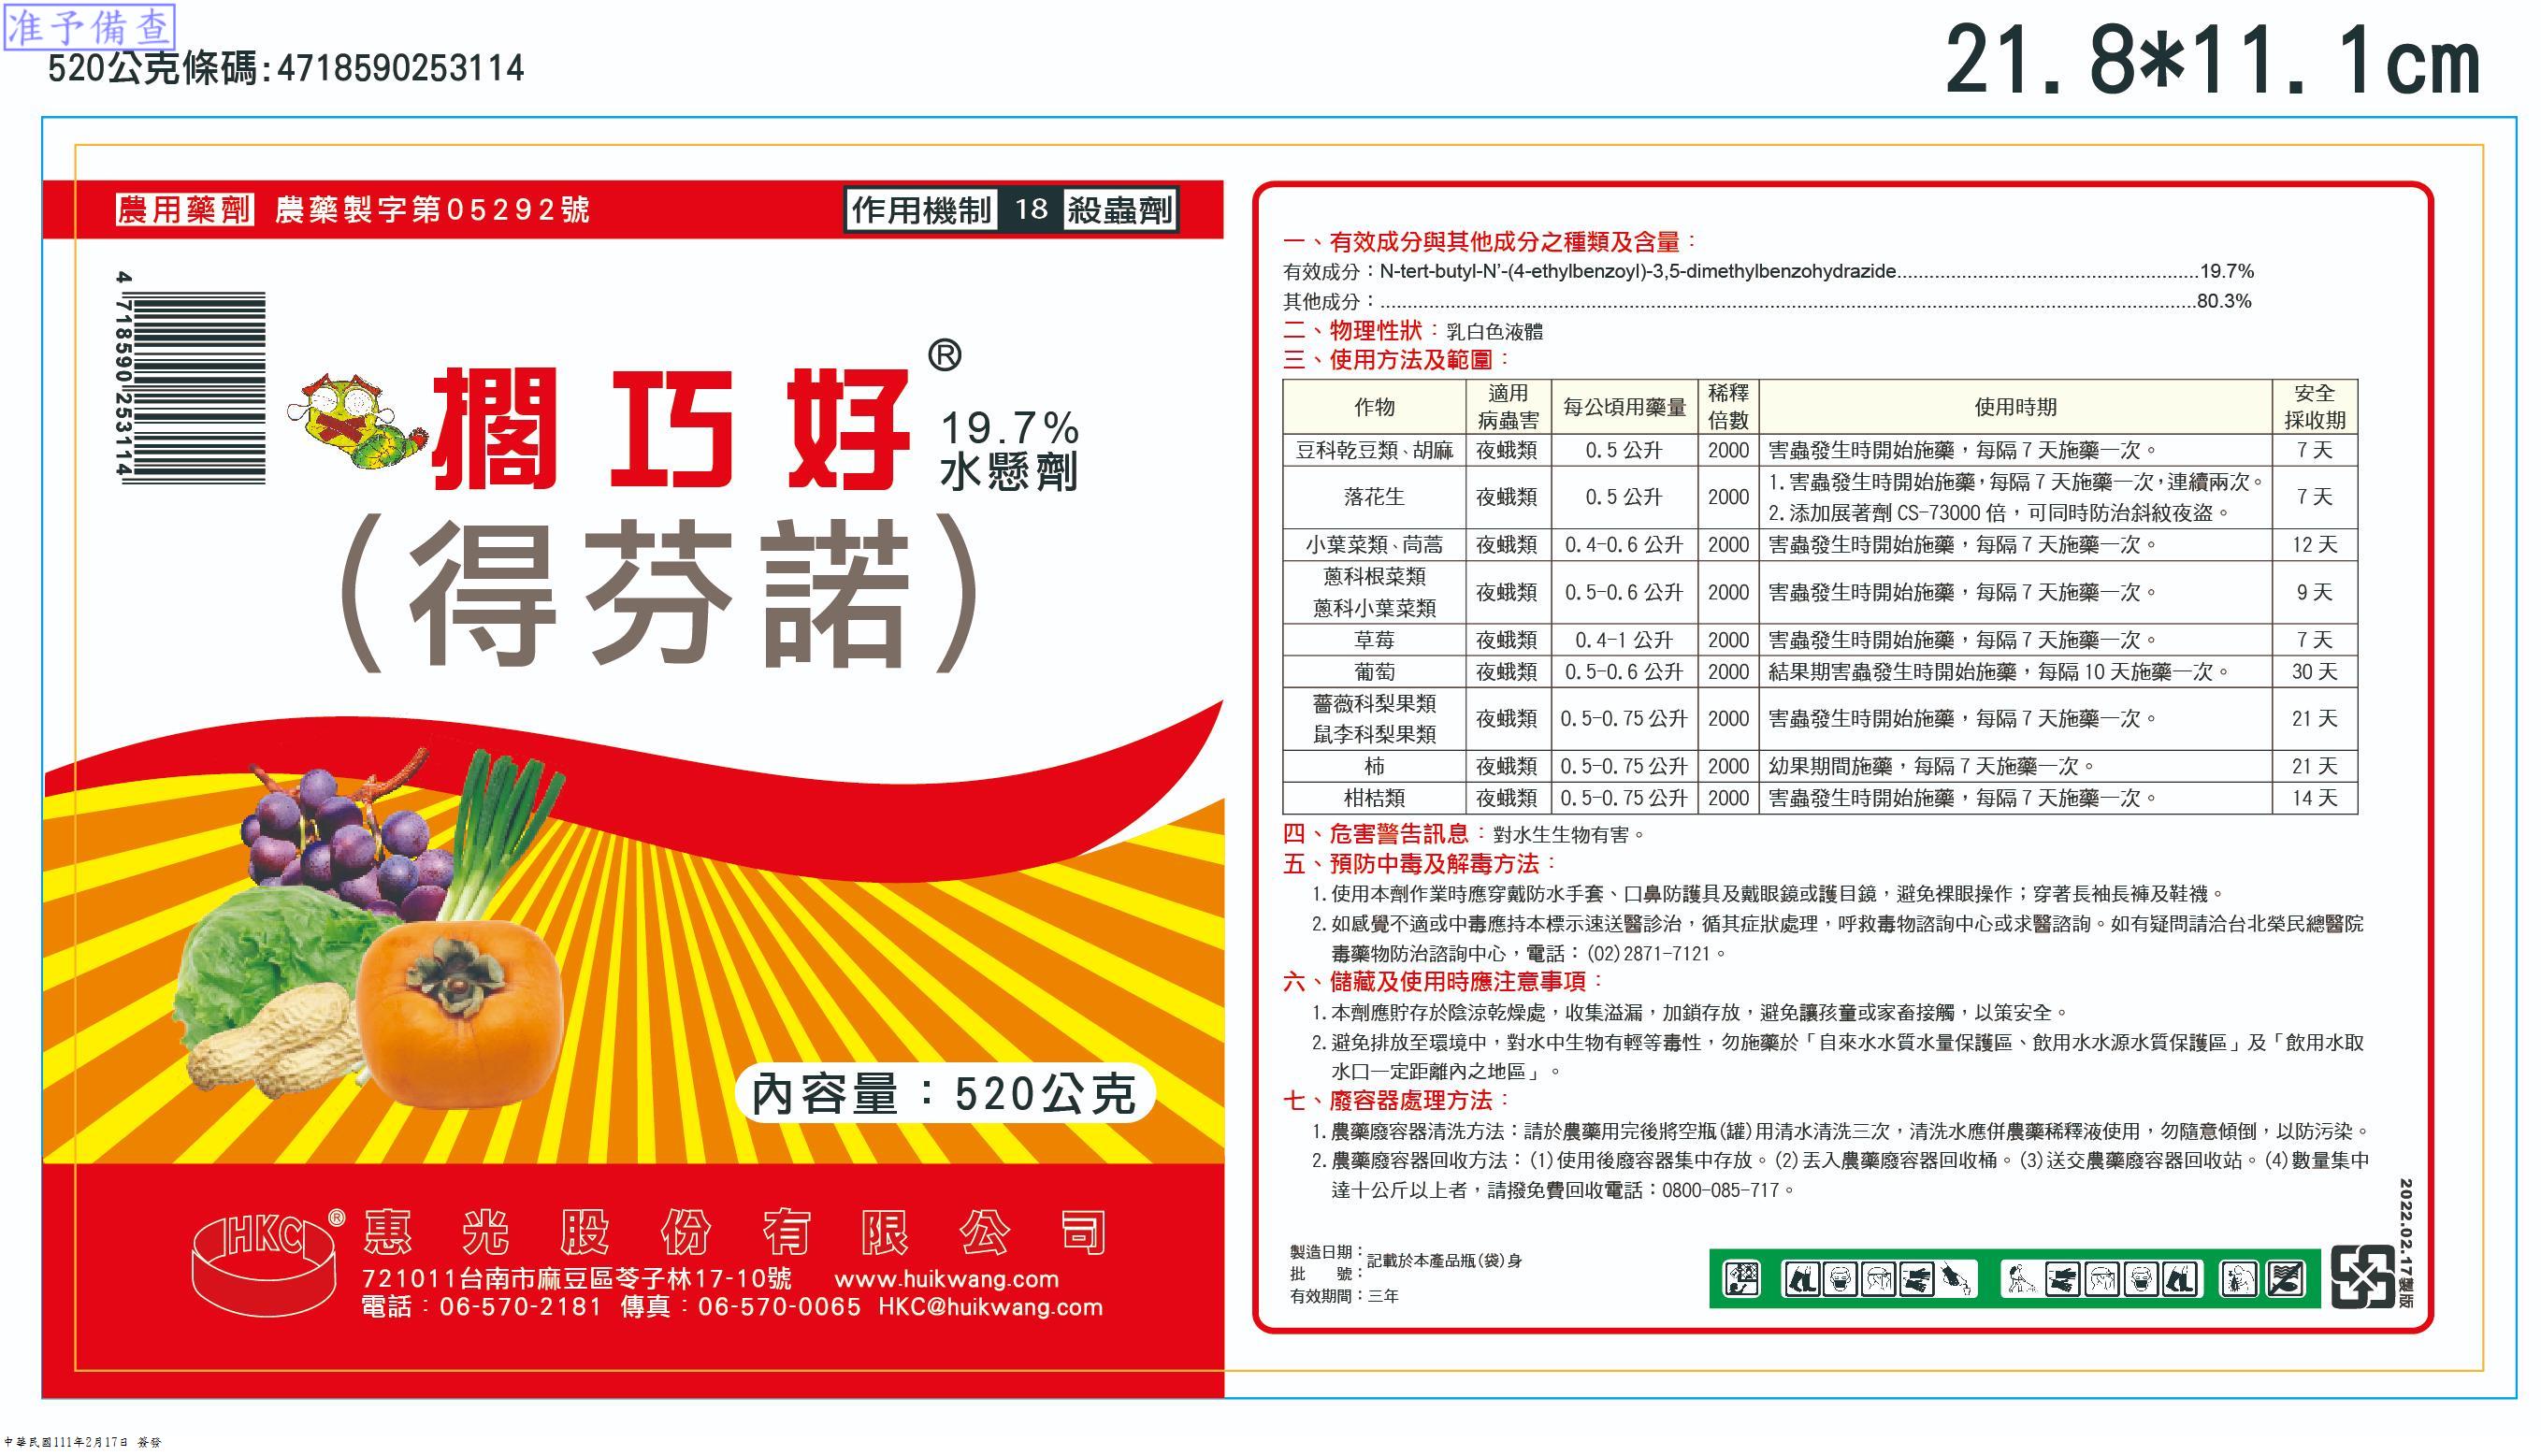 准予備查
520公克條碼:4718590253114
21.8*11.1cm
農用藥劑 農藥製字第05292號
作用機制 18 殺蟲劑
4 718590 253114
擱巧好®
19.7%
水懸劑
(得芬諾)
內容量：520公克
HKC® 惠光股份有限公司
721011台南市麻豆區苓子林17-10號 www.huikwang.com
電話：06-570-2181 傳真：06-570-0065 HKC@huikwang.com
一、有效成分與其他成分之種類及含量：
有效成分：N-tert-butyl-N’-(4-ethylbenzoyl)-3,5-dimethylbenzohydrazide........................................................19.7%
其他成分：........................................................80.3%
二、物理性狀：乳白色液體
三、使用方法及範圍：
作物 適用病蟲害 每公頃用藥量 稀釋倍數 使用時期 安全採收期
豆科乾豆類、胡麻 夜蛾類 0.5公升 2000 害蟲發生時開始施藥，每隔7天施藥一次。 7天
落花生 夜蛾類 0.5公升 2000 1.害蟲發生時開始施藥，每隔7天施藥一次，連續兩次。 7天
2.添加展著劑CS-73000倍，可同時防治斜紋夜盜。
小葉菜類、茼蒿 夜蛾類 0.4-0.6公升 2000 害蟲發生時開始施藥，每隔7天施藥一次。 12天
蔥科根菜類
蔥科小葉菜類 夜蛾類 0.5-0.6公升 2000 害蟲發生時開始施藥，每隔7天施藥一次。 9天
草莓 夜蛾類 0.4-1公升 2000 害蟲發生時開始施藥，每隔7天施藥一次。 7天
葡萄 夜蛾類 0.5-0.6公升 2000 結果期害蟲發生時開始施藥，每隔10天施藥一次。 30天
薔薇科梨果類
鼠李科梨果類 夜蛾類 0.5-0.75公升 2000 害蟲發生時開始施藥，每隔7天施藥一次。 21天
柿 夜蛾類 0.5-0.75公升 2000 幼果期間施藥，每隔7天施藥一次。 21天
柑桔類 夜蛾類 0.5-0.75公升 2000 害蟲發生時開始施藥，每隔7天施藥一次。 14天
四、危害警告訊息：對水生生物有害。
五、預防中毒及解毒方法：
1.使用本劑作業時應穿戴防水手套、口鼻防護具及戴眼鏡或護目鏡，避免裸眼操作；穿著長袖長褲及鞋襪。
2.如感覺不適或中毒應持本標示速送醫診治，循其症狀處理，呼救毒物諮詢中心或求醫諮詢。如有疑問請洽台北榮民總醫院
毒藥物防治諮詢中心，電話：(02)2871-7121。
六、儲藏及使用時應注意事項：
1.本劑應貯存於陰涼乾燥處，收集溢漏，加鎖存放，避免讓孩童或家畜接觸，以策安全。
2.避免排放至環境中，對水中生物有輕等毒性，勿施藥於「自來水水質水量保護區、飲用水水源水質保護區」及「飲用水取
水口一定距離內之地區」。
七、廢容器處理方法：
1.農藥廢容器清洗方法：請於農藥用完後將空瓶(罐)用清水清洗三次，清洗水應併農藥稀釋液使用，勿隨意傾倒，以防污染。
2.農藥廢容器回收方法：(1)使用後廢容器集中存放。(2)丟入農藥廢容器回收桶。(3)送交農藥廢容器回收站。(4)數量集中
達十公斤以上者，請撥免費回收電話：0800-085-717。
製造日期：記載於本產品瓶(袋)身
批　號：
有效期間：三年
2022.02.17
中華民國111年2月17日 簽發